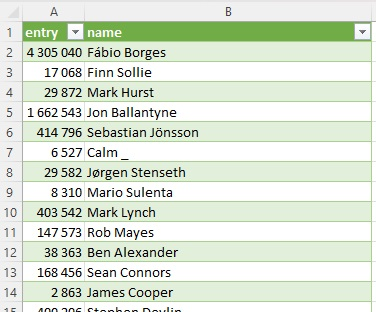 A B
1 entry name
2 4 305 040 Fábio Borges
3 17 068 Finn Sollie
4 29 872 Mark Hurst
5 1 662 543 Jon Ballantyne
6 414 796 Sebastian Jönsson
7 6 527 Calm _
8 29 582 Jørgen Stenseth
9 8 310 Mario Sulenta
10 403 542 Mark Lynch
11 147 573 Rob Mayes
12 38 363 Ben Alexander
13 168 456 Sean Connors
14 2 863 James Cooper
15 Stephen Devlin